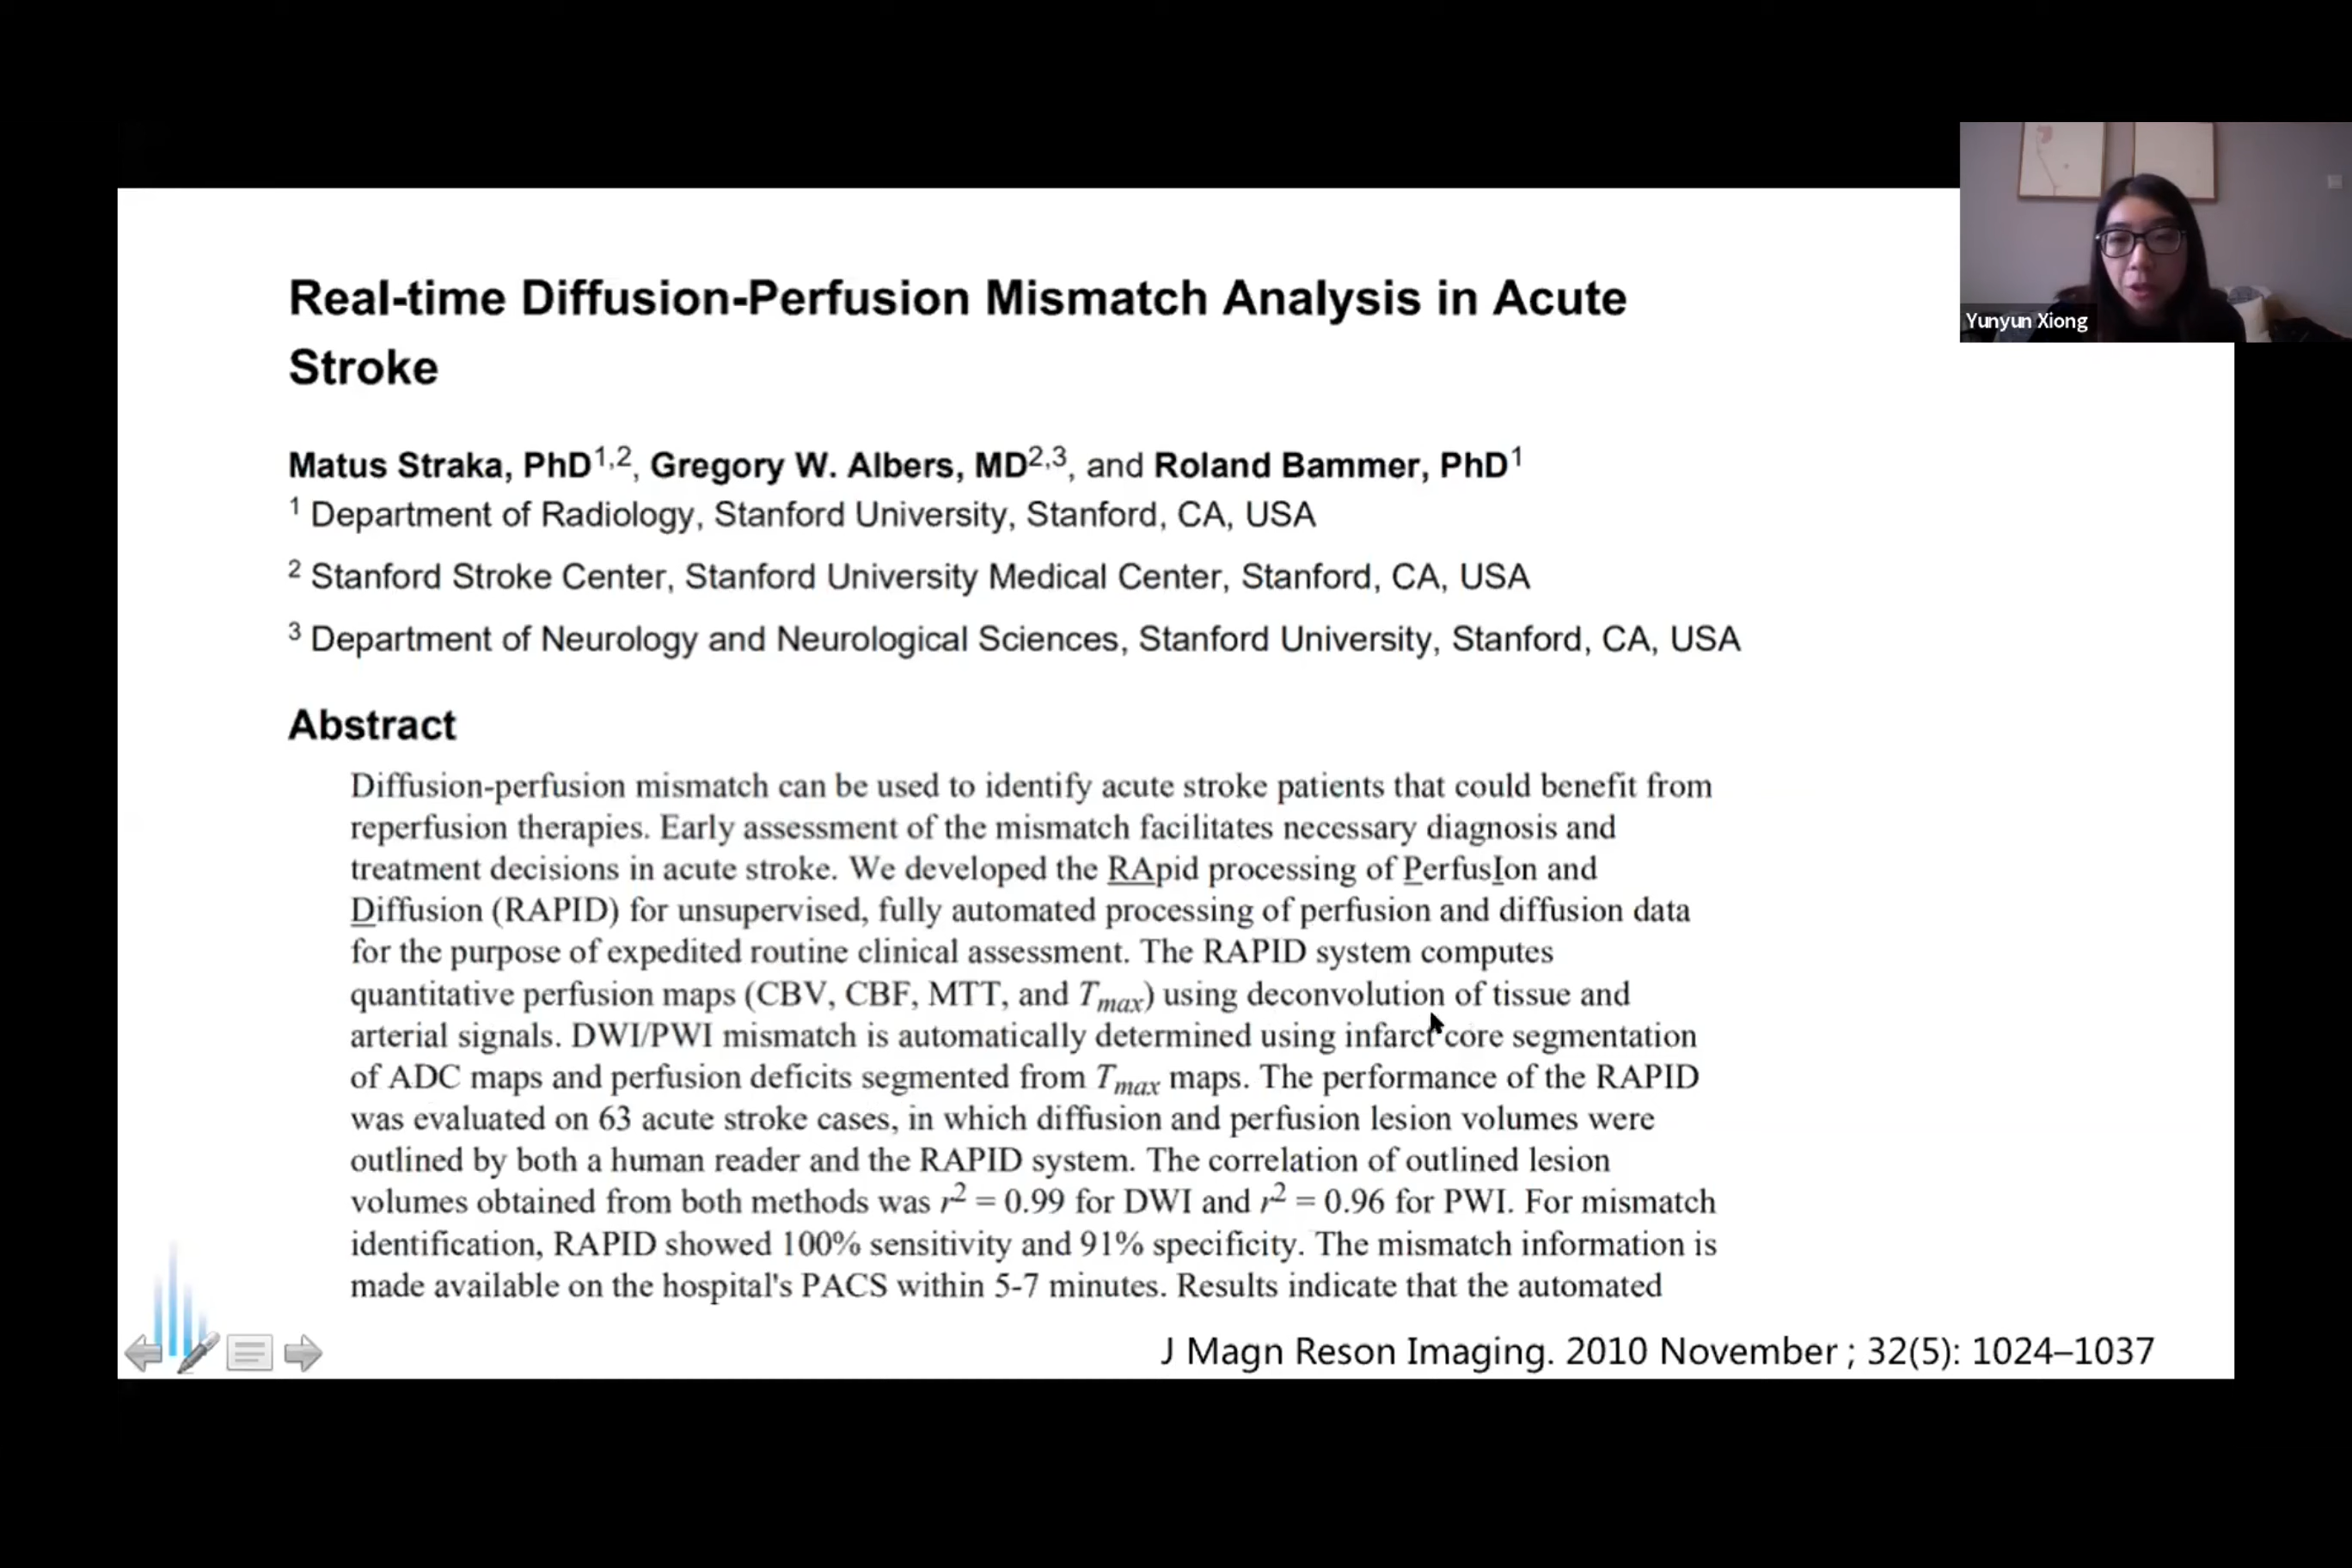 Real-time Diffusion-Perfusion Mismatch Analysis in Acute
Stroke
Matus Straka, PhD1,2, Gregory W. Albers, MD2,3, and Roland Bammer, PhD1
1 Department of Radiology, Stanford University, Stanford, CA, USA
2 Stanford Stroke Center, Stanford University Medical Center, Stanford, CA, USA
3 Department of Neurology and Neurological Sciences, Stanford University, Stanford, CA, USA
Abstract
Diffusion-perfusion mismatch can be used to identify acute stroke patients that could benefit from
reperfusion therapies. Early assessment of the mismatch facilitates necessary diagnosis and
treatment decisions in acute stroke. We developed the RApid processing of PerfusIon and
Diffusion (RAPID) for unsupervised, fully automated processing of perfusion and diffusion data
for the purpose of expedited routine clinical assessment. The RAPID system computes
quantitative perfusion maps (CBV, CBF, MTT, and Tmax) using deconvolution of tissue and
arterial signals. DWI/PWI mismatch is automatically determined using infarct core segmentation
of ADC maps and perfusion deficits segmented from Tmax maps. The performance of the RAPID
was evaluated on 63 acute stroke cases, in which diffusion and perfusion lesion volumes were
outlined by both a human reader and the RAPID system. The correlation of outlined lesion
volumes obtained from both methods was r2 = 0.99 for DWI and r2 = 0.96 for PWI. For mismatch
identification, RAPID showed 100% sensitivity and 91% specificity. The mismatch information is
made available on the hospital's PACS within 5-7 minutes. Results indicate that the automated
J Magn Reson Imaging. 2010 November ; 32(5): 1024–1037
Yunyun Xiong